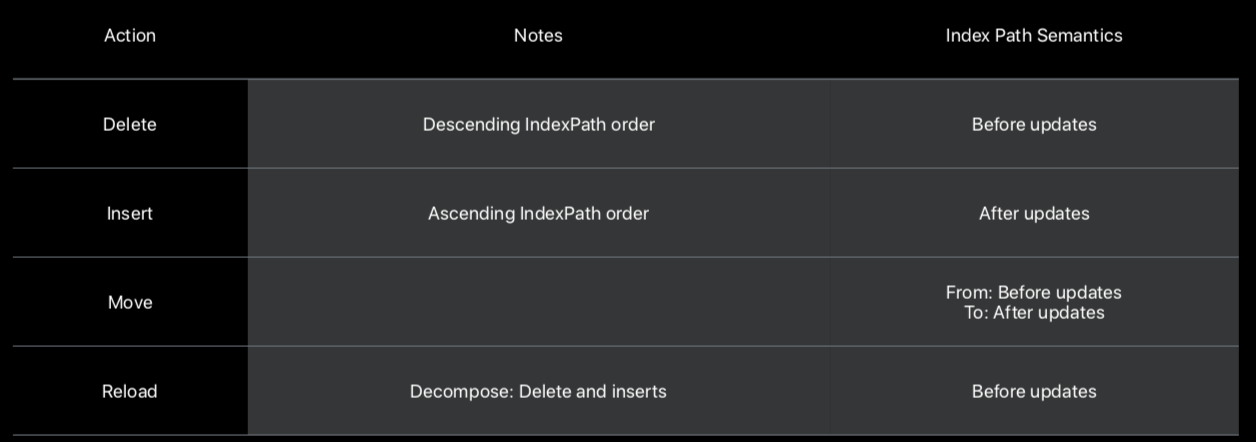 Action Notes Index Path Semantics
Delete Descending IndexPath order Before updates
Insert Ascending IndexPath order After updates
Move From: Before updates
To: After updates
Reload Decompose: Delete and inserts Before updates